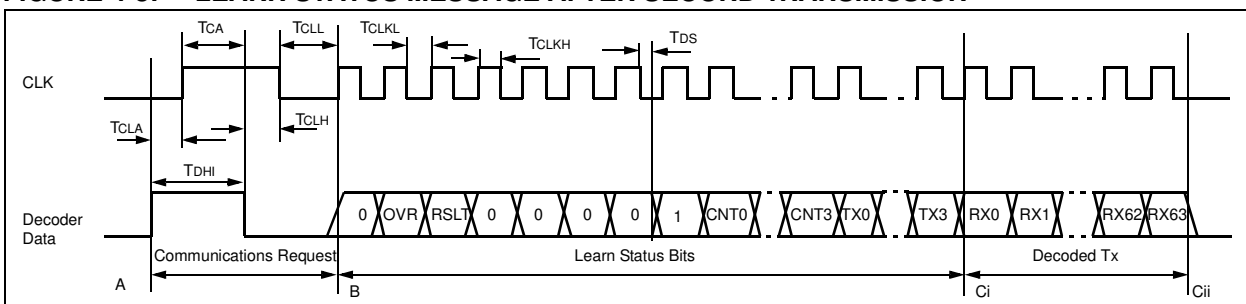 TCA TCLL TCLKL TCLKH TDS
CLK
TCLA TCLH
TDHI
Decoder
Data
0 OVR RSLT 0 0 0 0 1 CNT0 CNT3 TX0 TX3 RX0 RX1 RX62 RX63
Communications Request Learn Status Bits Decoded Tx
A B Ci Cii